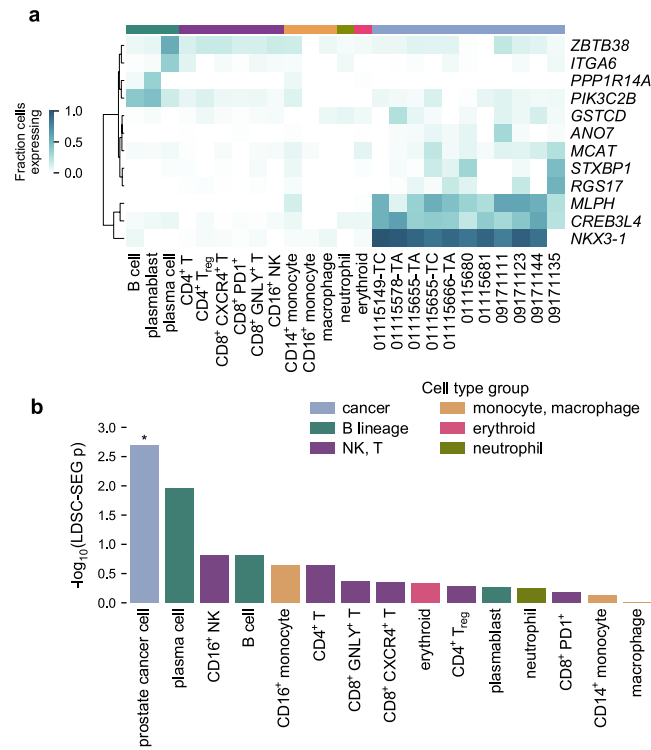 a
ZBTB38
ITGA6
PPP1R14A
PIK3C2B
GSTCD
ANO7
MCAT
STXBP1
RGS17
MLPH
CREB3L4
NKX3-1
Fraction cells
expressing
1.0
0.5
0.0
B cell
plasmablast
plasma cell
CD4⁺ T
CD4⁺ Treg
CD8⁺ CXCR4⁺ T
CD8⁺ PD1⁺
CD8⁺ GNLY⁺ T
CD16⁺ NK
CD14⁺ monocyte
CD16⁺ monocyte
macrophage
neutrophil
erythroid
01115149-TC
01115578-TA
01115655-TA
01115655-TC
01115666-TA
01115680
01115681
09171111
09171123
09171144
09171135
b
Cell type group
cancer
B lineage
NK, T
monocyte, macrophage
erythroid
neutrophil
-log10(LDSC-SEG p)
3.0
2.5
2.0
1.5
1.0
0.5
0.0
*
prostate cancer cell
plasma cell
CD16⁺ NK
B cell
CD16⁺ monocyte
CD4⁺ T
CD8⁺ GNLY⁺ T
CD8⁺ CXCR4⁺ T
erythroid
CD4⁺ Treg
plasmablast
neutrophil
CD8⁺ PD1⁺
CD14⁺ monocyte
macrophage